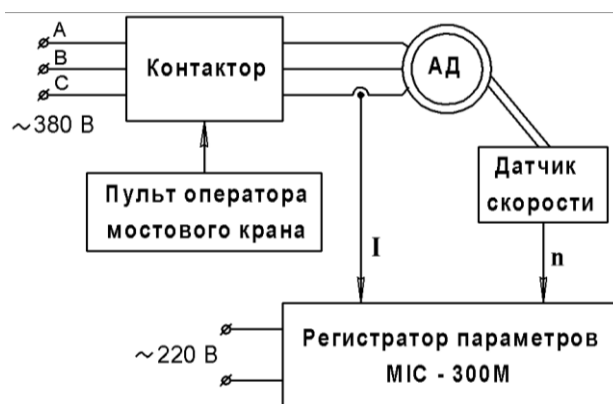 A
B
C
~380 В
Контактор
АД
Пульт оператора
мостового крана
Датчик
скорости
I
n
~220 В
Регистратор параметров
MIC - 300M